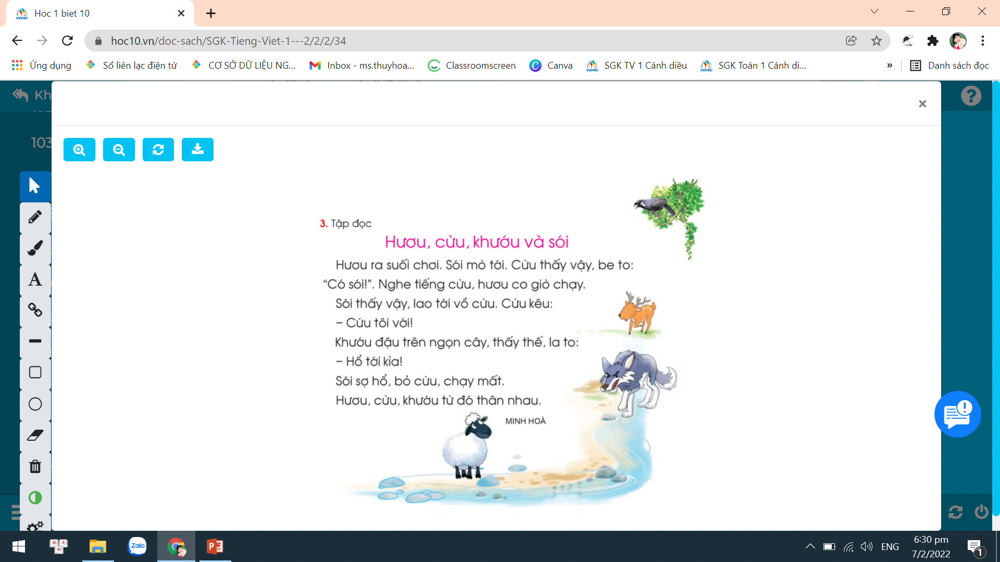 Hoc 1 biet 10
hoc10.vn/doc-sach/SGK-Tieng-Viet-1---2/2/2/34
Ứng dụng
Sổ liên lạc điện tử
CƠ SỞ DỮ LIỆU NG...
Inbox - ms.thuyhoa...
Classroomscreen
Canva
SGK TV 1 Cánh diều
SGK Toán 1 Cánh di...
»
Danh sách đọc
Kh
103
3. Tập đọc
Hươu, cừu, khướu và sói
Hươu ra suối chơi. Sói mò tới. Cừu thấy vậy, be to:
“Có sói!”. Nghe tiếng cừu, hươu co giò chạy.
Sói thấy vậy, lao tới vồ cừu. Cừu kêu:
– Cứu tôi với!
Khướu đậu trên ngọn cây, thấy thế, la to:
– Hổ tới kìa!
Sói sợ hổ, bỏ cừu, chạy mất.
Hươu, cừu, khướu từ đó thân nhau.
MINH HOÀ
Zalo
ENG
6:30 pm
7/2/2022
1